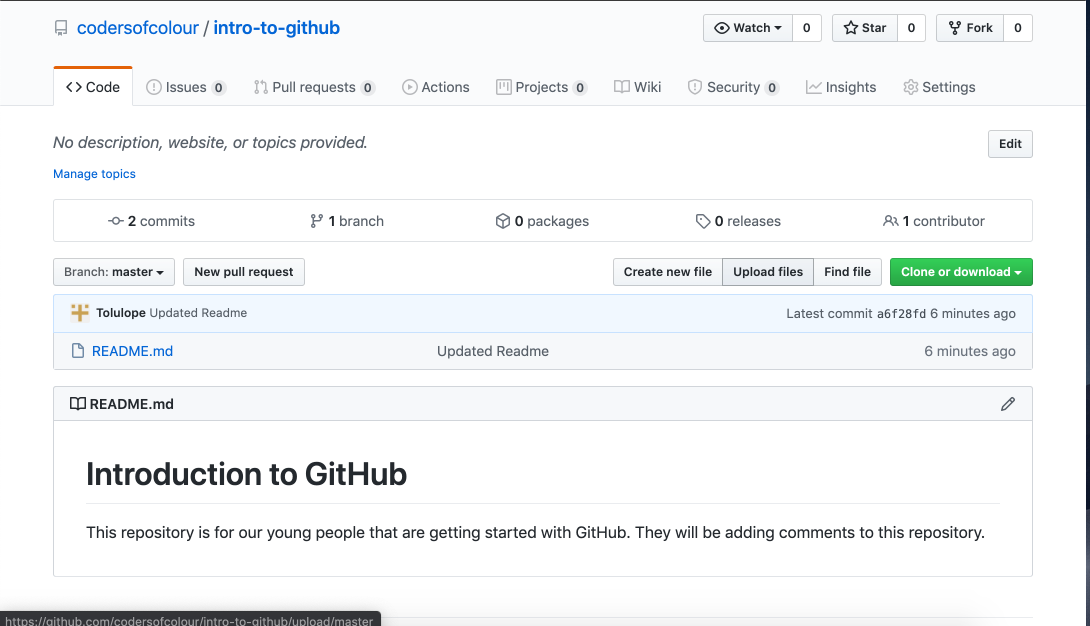 codersofcolour / intro-to-github Watch 0 Star 0 Fork 0
Code Issues 0 Pull requests 0 Actions Projects 0 Wiki Security 0 Insights Settings
No description, website, or topics provided. Edit
Manage topics
2 commits 1 branch 0 packages 0 releases 1 contributor
Branch: master New pull request Create new file Upload files Find file Clone or download
Tolulope Updated Readme Latest commit a6f28fd 6 minutes ago
README.md Updated Readme 6 minutes ago
README.md
Introduction to GitHub
This repository is for our young people that are getting started with GitHub. They will be adding comments to this repository.
https://github.com/codersofcolour/intro-to-github/upload/master